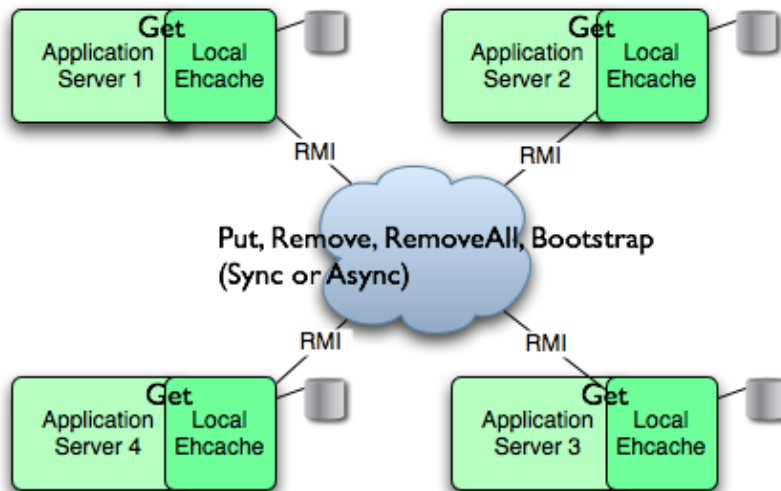 Get
Application
Server 1
Local
Ehcache
Get
Application
Server 2
Local
Ehcache
RMI
RMI
Put, Remove, RemoveAll, Bootstrap
(Sync or Async)
RMI
RMI
Get
Application
Server 4
Local
Ehcache
Get
Application
Server 3
Local
Ehcache